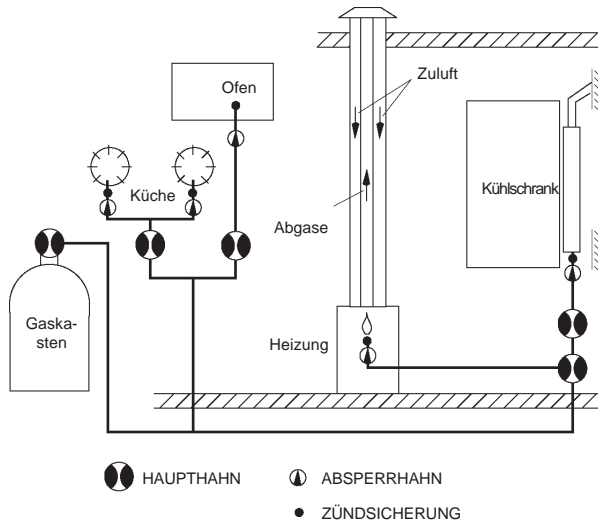 Ofen
Zuluft
Küche
Kühlschrank
Abgase
Gaska-
sten
Heizung
HAUPTHAHN
ABSPERRHAHN
ZÜNDSICHERUNG